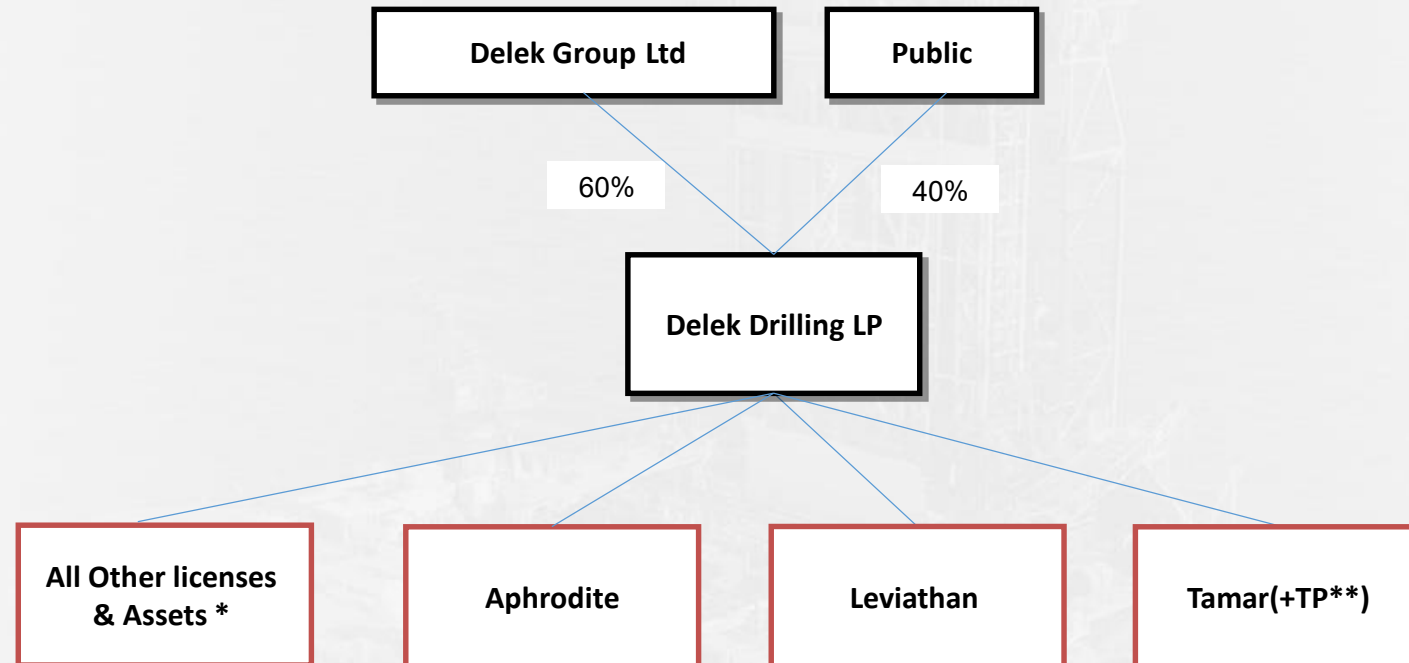 Delek Group Ltd
Public
60%
40%
Delek Drilling LP
All Other licenses
& Assets *
Aphrodite
Leviathan
Tamar(+TP**)